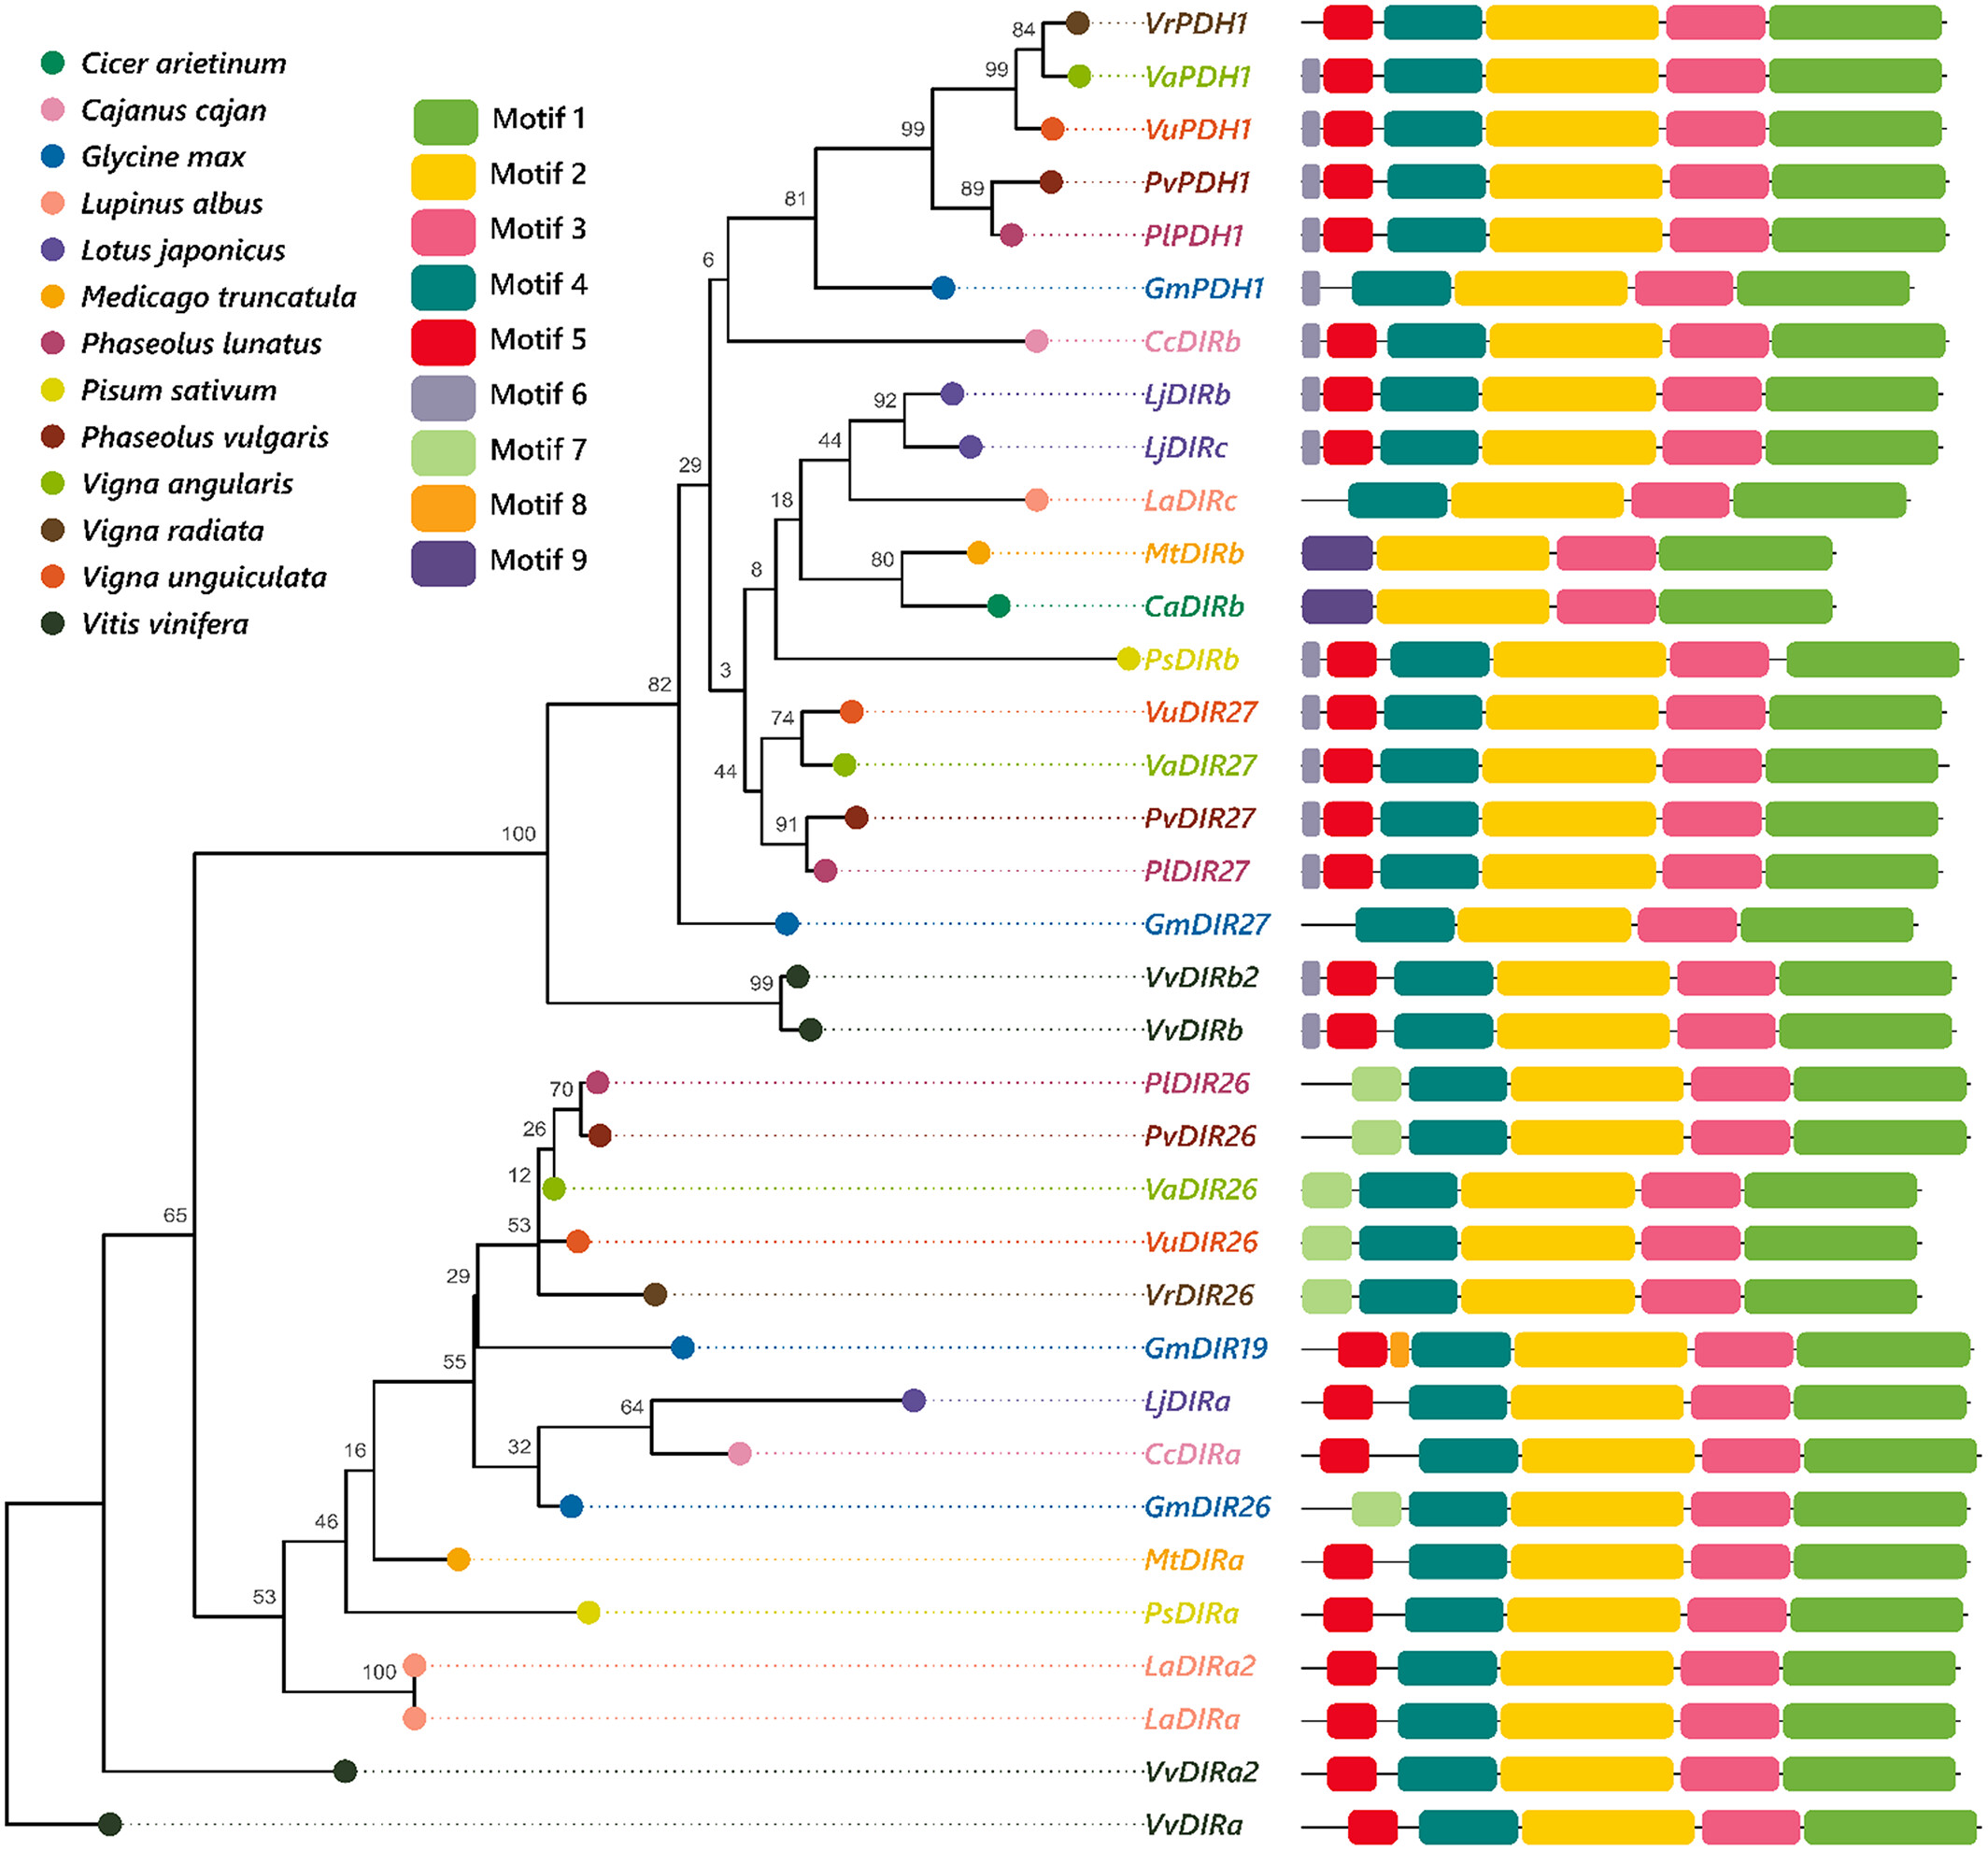 Cicer arietinum
Cajanus cajan
Glycine max
Lupinus albus
Lotus japonicus
Medicago truncatula
Phaseolus lunatus
Pisum sativum
Phaseolus vulgaris
Vigna angularis
Vigna radiata
Vigna unguiculata
Vitis vinifera
Motif 1
Motif 2
Motif 3
Motif 4
Motif 5
Motif 6
Motif 7
Motif 8
Motif 9
84
99
99
89
81
6
92
44
18
80
8
29
3
82
74
44
91
100
99
65
70
26
12
53
29
55
64
32
16
46
53
100
VrPDH1
VaPDH1
VuPDH1
PvPDH1
PlPDH1
GmPDH1
CcDIRb
LjDIRb
LjDIRc
LaDIRc
MtDIRb
CaDIRb
PsDIRb
VuDIR27
VaDIR27
PvDIR27
PlDIR27
GmDIR27
VvDIRb2
VvDIRb
PlDIR26
PvDIR26
VaDIR26
VuDIR26
VrDIR26
GmDIR19
LjDIRa
CcDIRa
GmDIR26
MtDIRa
PsDIRa
LaDIRa2
LaDIRa
VvDIRa2
VvDIRa